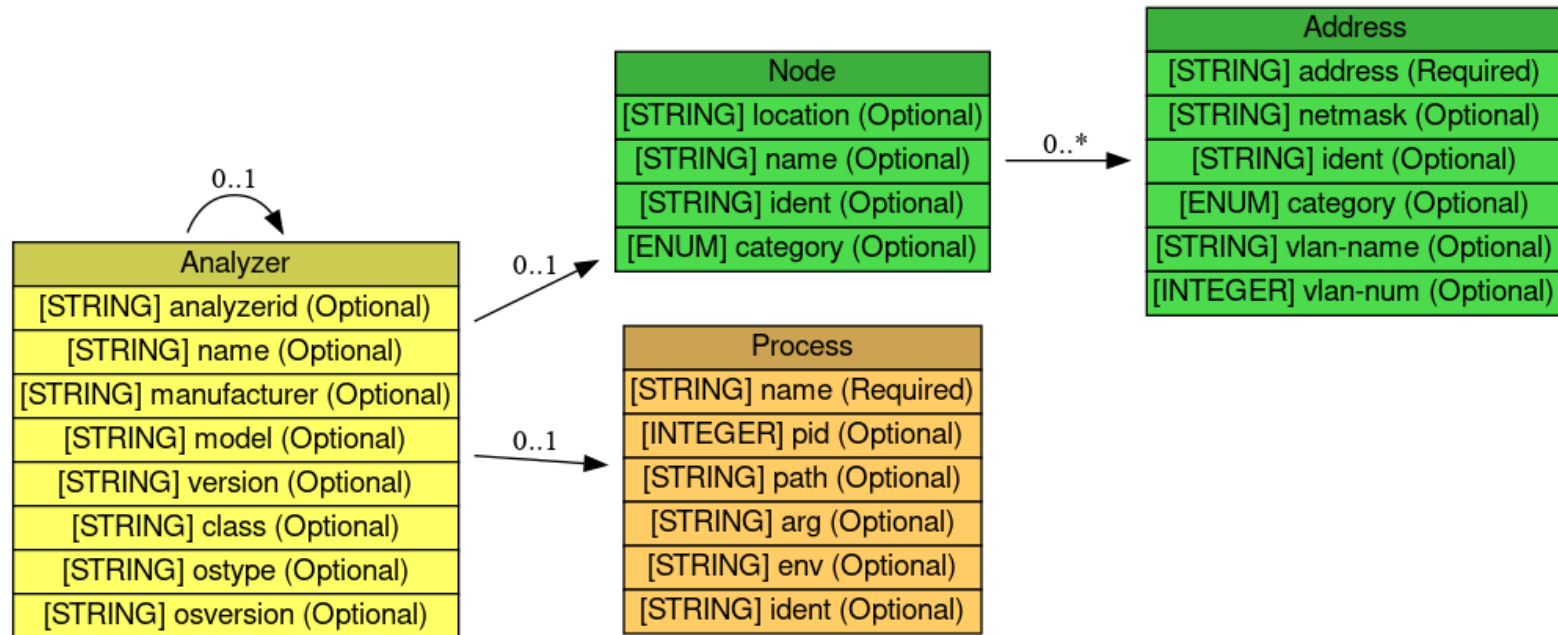 0..1
Analyzer
[STRING] analyzerid (Optional)
[STRING] name (Optional)
[STRING] manufacturer (Optional)
[STRING] model (Optional)
[STRING] version (Optional)
[STRING] class (Optional)
[STRING] ostype (Optional)
[STRING] osversion (Optional)
0..1
0..1
Node
[STRING] location (Optional)
[STRING] name (Optional)
[STRING] ident (Optional)
[ENUM] category (Optional)
Process
[STRING] name (Required)
[INTEGER] pid (Optional)
[STRING] path (Optional)
[STRING] arg (Optional)
[STRING] env (Optional)
[STRING] ident (Optional)
0..*
Address
[STRING] address (Required)
[STRING] netmask (Optional)
[STRING] ident (Optional)
[ENUM] category (Optional)
[STRING] vlan-name (Optional)
[INTEGER] vlan-num (Optional)